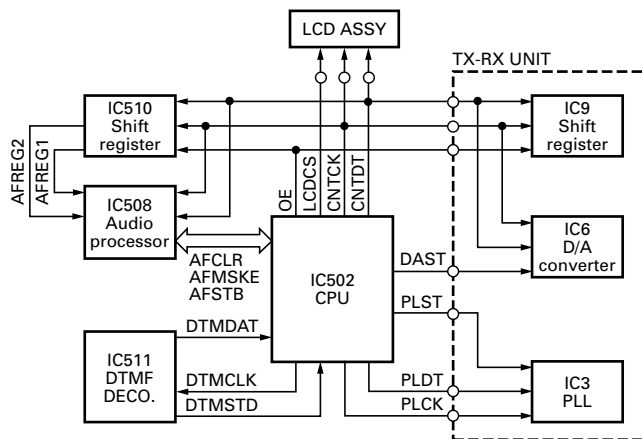 LCD ASSY
TX-RX UNIT
IC510
Shift
register
IC9
Shift
register
AFREG2
AFREG1
OE
LCDCS
CNTCK
CNTDT
IC508
Audio
processor
AFCLR
AFMSKE
AFSTB
IC502
CPU
DAST
IC6
D/A
converter
PLST
IC511
DTMF
DECO.
DTMDAT
DTMCLK
DTMSTD
PLDT
PLCK
IC3
PLL